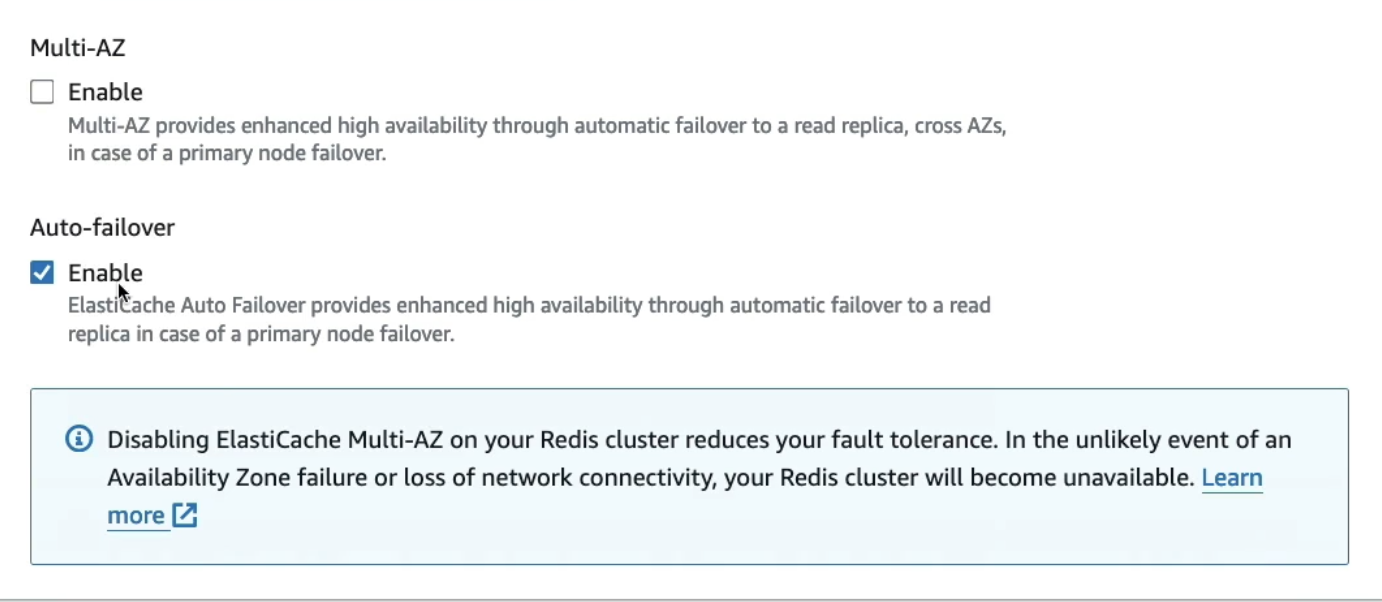 Multi-AZ
Enable
Multi-AZ provides enhanced high availability through automatic failover to a read replica, cross AZs,
in case of a primary node failover.
Auto-failover
Enable
ElastiCache Auto Failover provides enhanced high availability through automatic failover to a read
replica in case of a primary node failover.
Disabling ElastiCache Multi-AZ on your Redis cluster reduces your fault tolerance. In the unlikely event of an
Availability Zone failure or loss of network connectivity, your Redis cluster will become unavailable. Learn
more